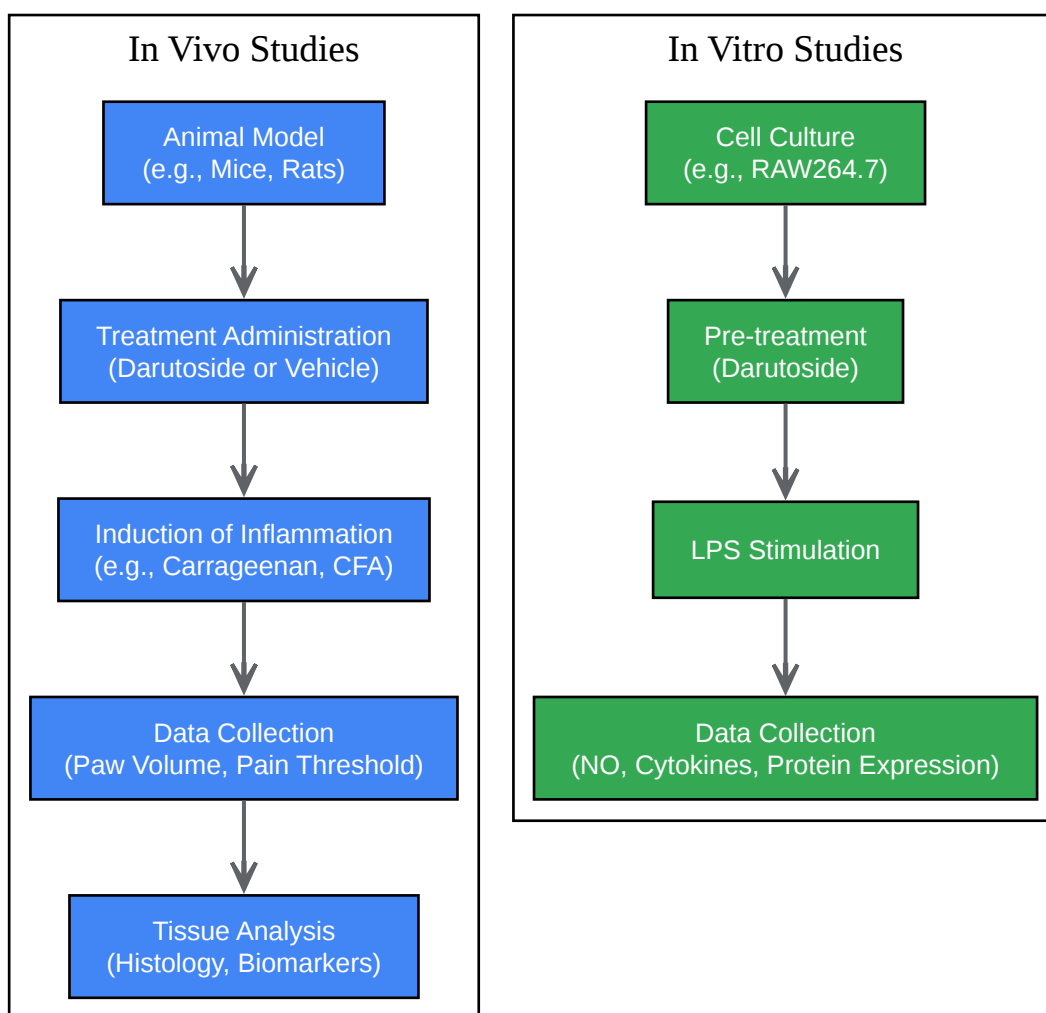 In Vivo Studies
Animal Model
(e.g., Mice, Rats)
Treatment Administration
(Darutoside or Vehicle)
Induction of Inflammation
(e.g., Carrageenan, CFA)
Data Collection
(Paw Volume, Pain Threshold)
Tissue Analysis
(Histology, Biomarkers)
In Vitro Studies
Cell Culture
(e.g., RAW264.7)
Pre-treatment
(Darutoside)
LPS Stimulation
Data Collection
(NO, Cytokines, Protein Expression)